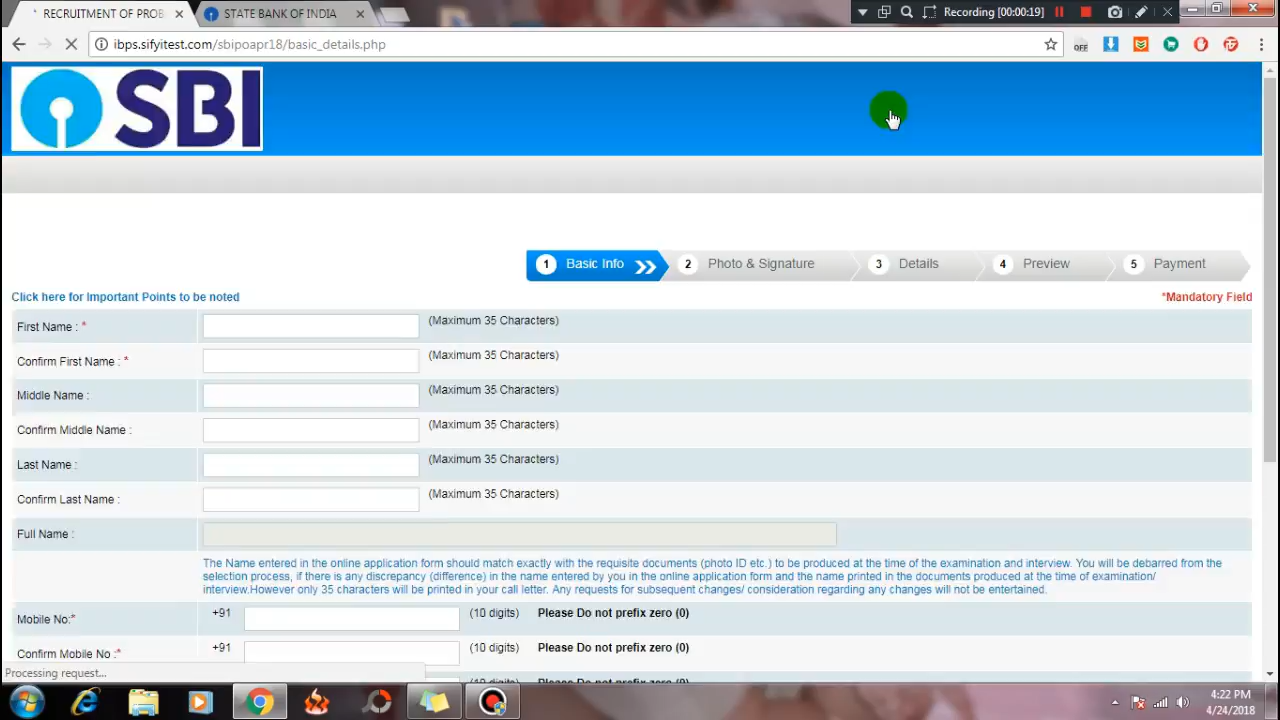 RECRUITMENT OF PROB
STATE BANK OF INDIA
Recording [00:00:19]
ibps.sifyitest.com/sbipoapr18/basic_details.php
OFF
SBI
1 Basic Info
2 Photo & Signature
3 Details
4 Preview
5 Payment
Click here for Important Points to be noted
*Mandatory Field
First Name : * (Maximum 35 Characters)
Confirm First Name : * (Maximum 35 Characters)
Middle Name : (Maximum 35 Characters)
Confirm Middle Name : (Maximum 35 Characters)
Last Name : (Maximum 35 Characters)
Confirm Last Name : (Maximum 35 Characters)
Full Name :
The Name entered in the online application form should match exactly with the requisite documents (photo ID etc.) to be produced at the time of the examination and interview. You will be debarred from the
selection process, if there is any discrepancy (difference) in the name entered by you in the online application form and the name printed in the documents produced at the time of examination/
interview.However only 35 characters will be printed in your call letter. Any requests for subsequent changes/ consideration regarding any changes will not be entertained.
Mobile No:* +91 (10 digits) Please Do not prefix zero (0)
Confirm Mobile No :* +91 (10 digits) Please Do not prefix zero (0)
Processing request...
4:22 PM
4/24/2018